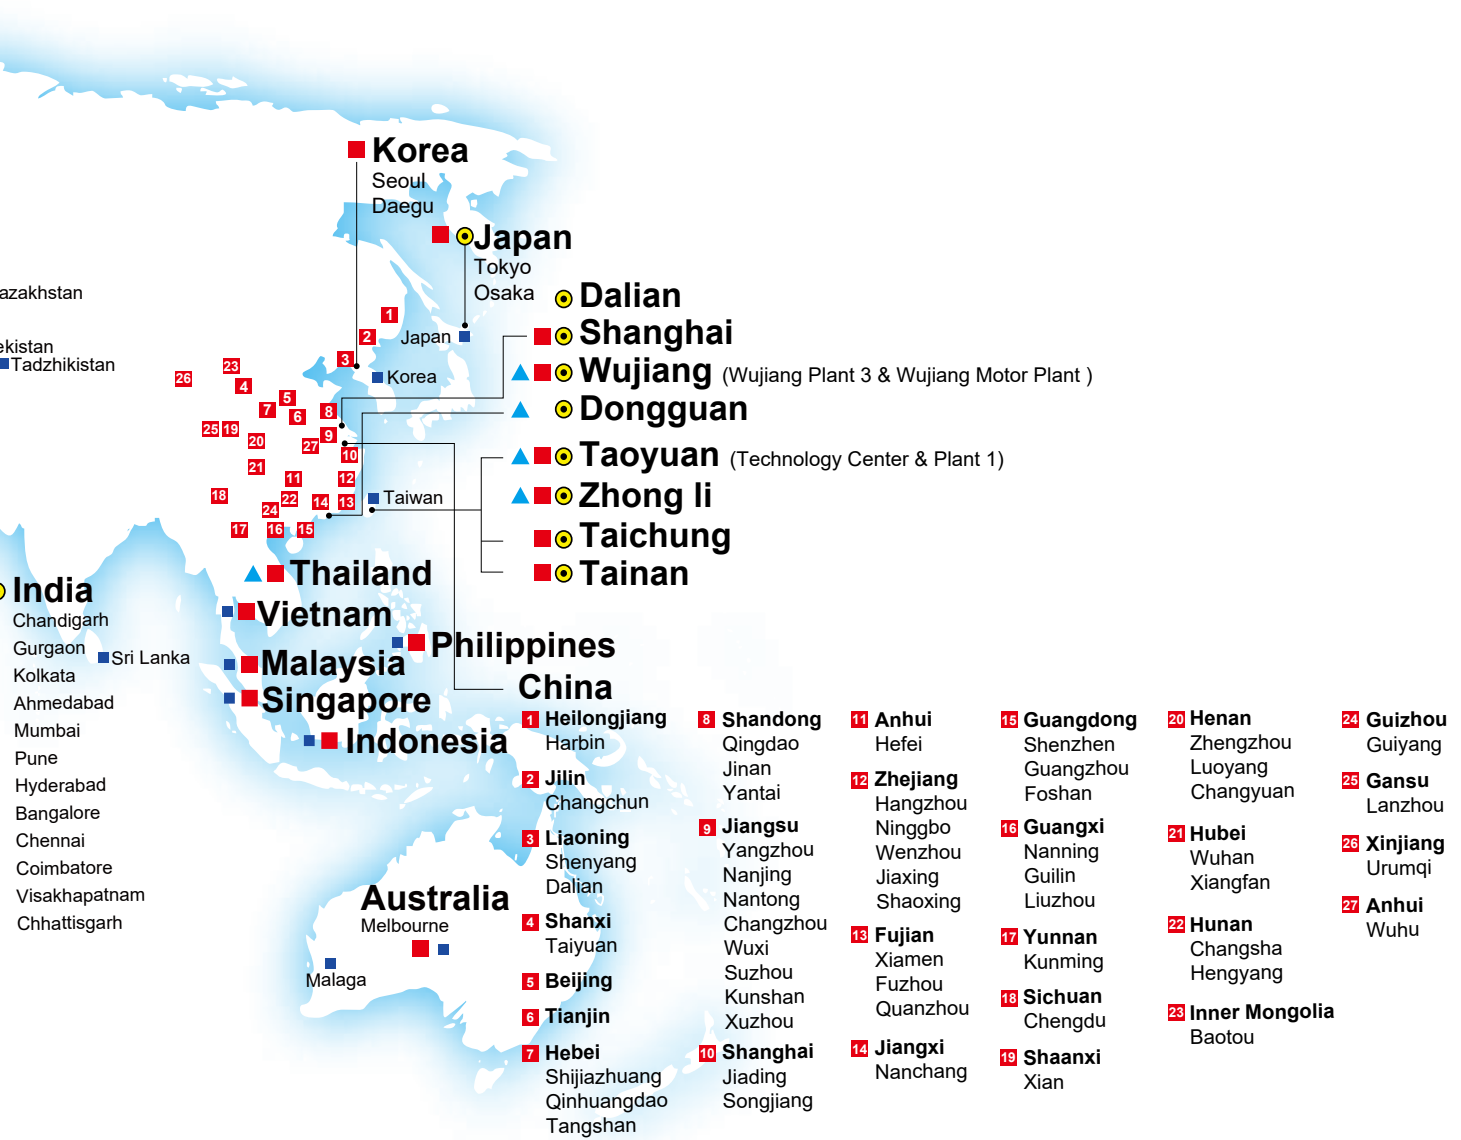 Korea
Seoul
Daegu
Japan
Tokyo
Osaka
azakhstan
ekistan
Tadzhikistan
Japan
Korea
Taiwan
Dalian
Shanghai
Wujiang (Wujiang Plant 3 & Wujiang Motor Plant )
Dongguan
Taoyuan (Technology Center & Plant 1)
Zhong li
Taichung
Tainan
1
2
3
23
26
4
5
7
6
8
25 19
9
20
27
10
21
11
12
18
22
14
13
24
17
16
15
Thailand
Vietnam
Malaysia
Singapore
Indonesia
Philippines
India
Chandigarh
Gurgaon
Kolkata
Ahmedabad
Mumbai
Pune
Hyderabad
Bangalore
Chennai
Coimbatore
Visakhapatnam
Chhattisgarh
Sri Lanka
Australia
Melbourne
Malaga
China
1 Heilongjiang
Harbin
2 Jilin
Changchun
3 Liaoning
Shenyang
Dalian
4 Shanxi
Taiyuan
5 Beijing
6 Tianjin
7 Hebei
Shijiazhuang
Qinhuangdao
Tangshan
8 Shandong
Qingdao
Jinan
Yantai
9 Jiangsu
Yangzhou
Nanjing
Nantong
Changzhou
Wuxi
Suzhou
Kunshan
Xuzhou
10 Shanghai
Jiading
Songjiang
11 Anhui
Hefei
12 Zhejiang
Hangzhou
Ninggbo
Wenzhou
Jiaxing
Shaoxing
13 Fujian
Xiamen
Fuzhou
Quanzhou
14 Jiangxi
Nanchang
15 Guangdong
Shenzhen
Guangzhou
Foshan
16 Guangxi
Nanning
Guilin
Liuzhou
17 Yunnan
Kunming
18 Sichuan
Chengdu
19 Shaanxi
Xian
20 Henan
Zhengzhou
Luoyang
Changyuan
21 Hubei
Wuhan
Xiangfan
22 Hunan
Changsha
Hengyang
23 Inner Mongolia
Baotou
24 Guizhou
Guiyang
25 Gansu
Lanzhou
26 Xinjiang
Urumqi
27 Anhui
Wuhu